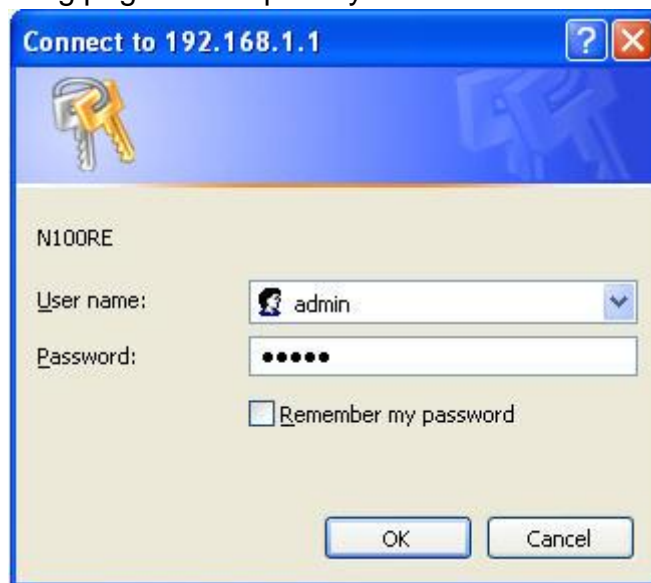 Connect to 192.168.1.1
N100RE
User name:
admin
Password:
•••••
Remember my password
OK
Cancel